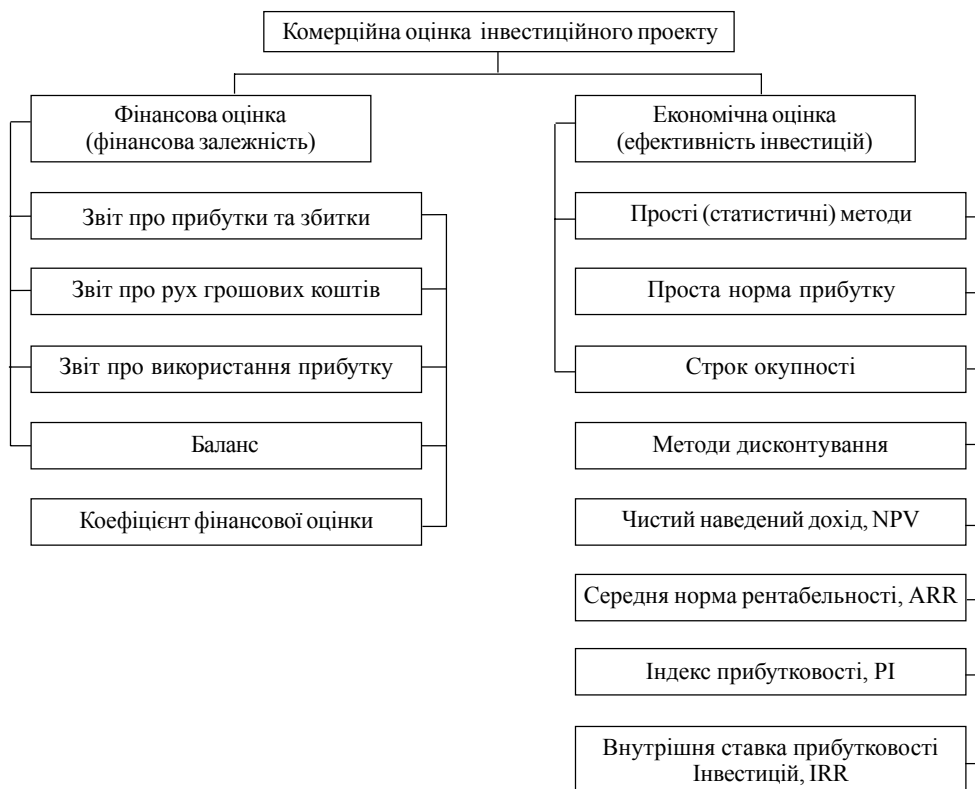 Комерційна оцінка інвестиційного проекту
Фінансова оцінка
(фінансова залежність)
Звіт про прибутки та збитки
Звіт про рух грошових коштів
Звіт про використання прибутку
Баланс
Коефіцієнт фінансової оцінки
Економічна оцінка
(ефективність інвестицій)
Прості (статистичні) методи
Проста норма прибутку
Строк окупності
Методи дисконтування
Чистий наведений дохід, NPV
Середня норма рентабельності, ARR
Індекс прибутковості, PI
Внутрішня ставка прибутковості
Інвестицій, IRR